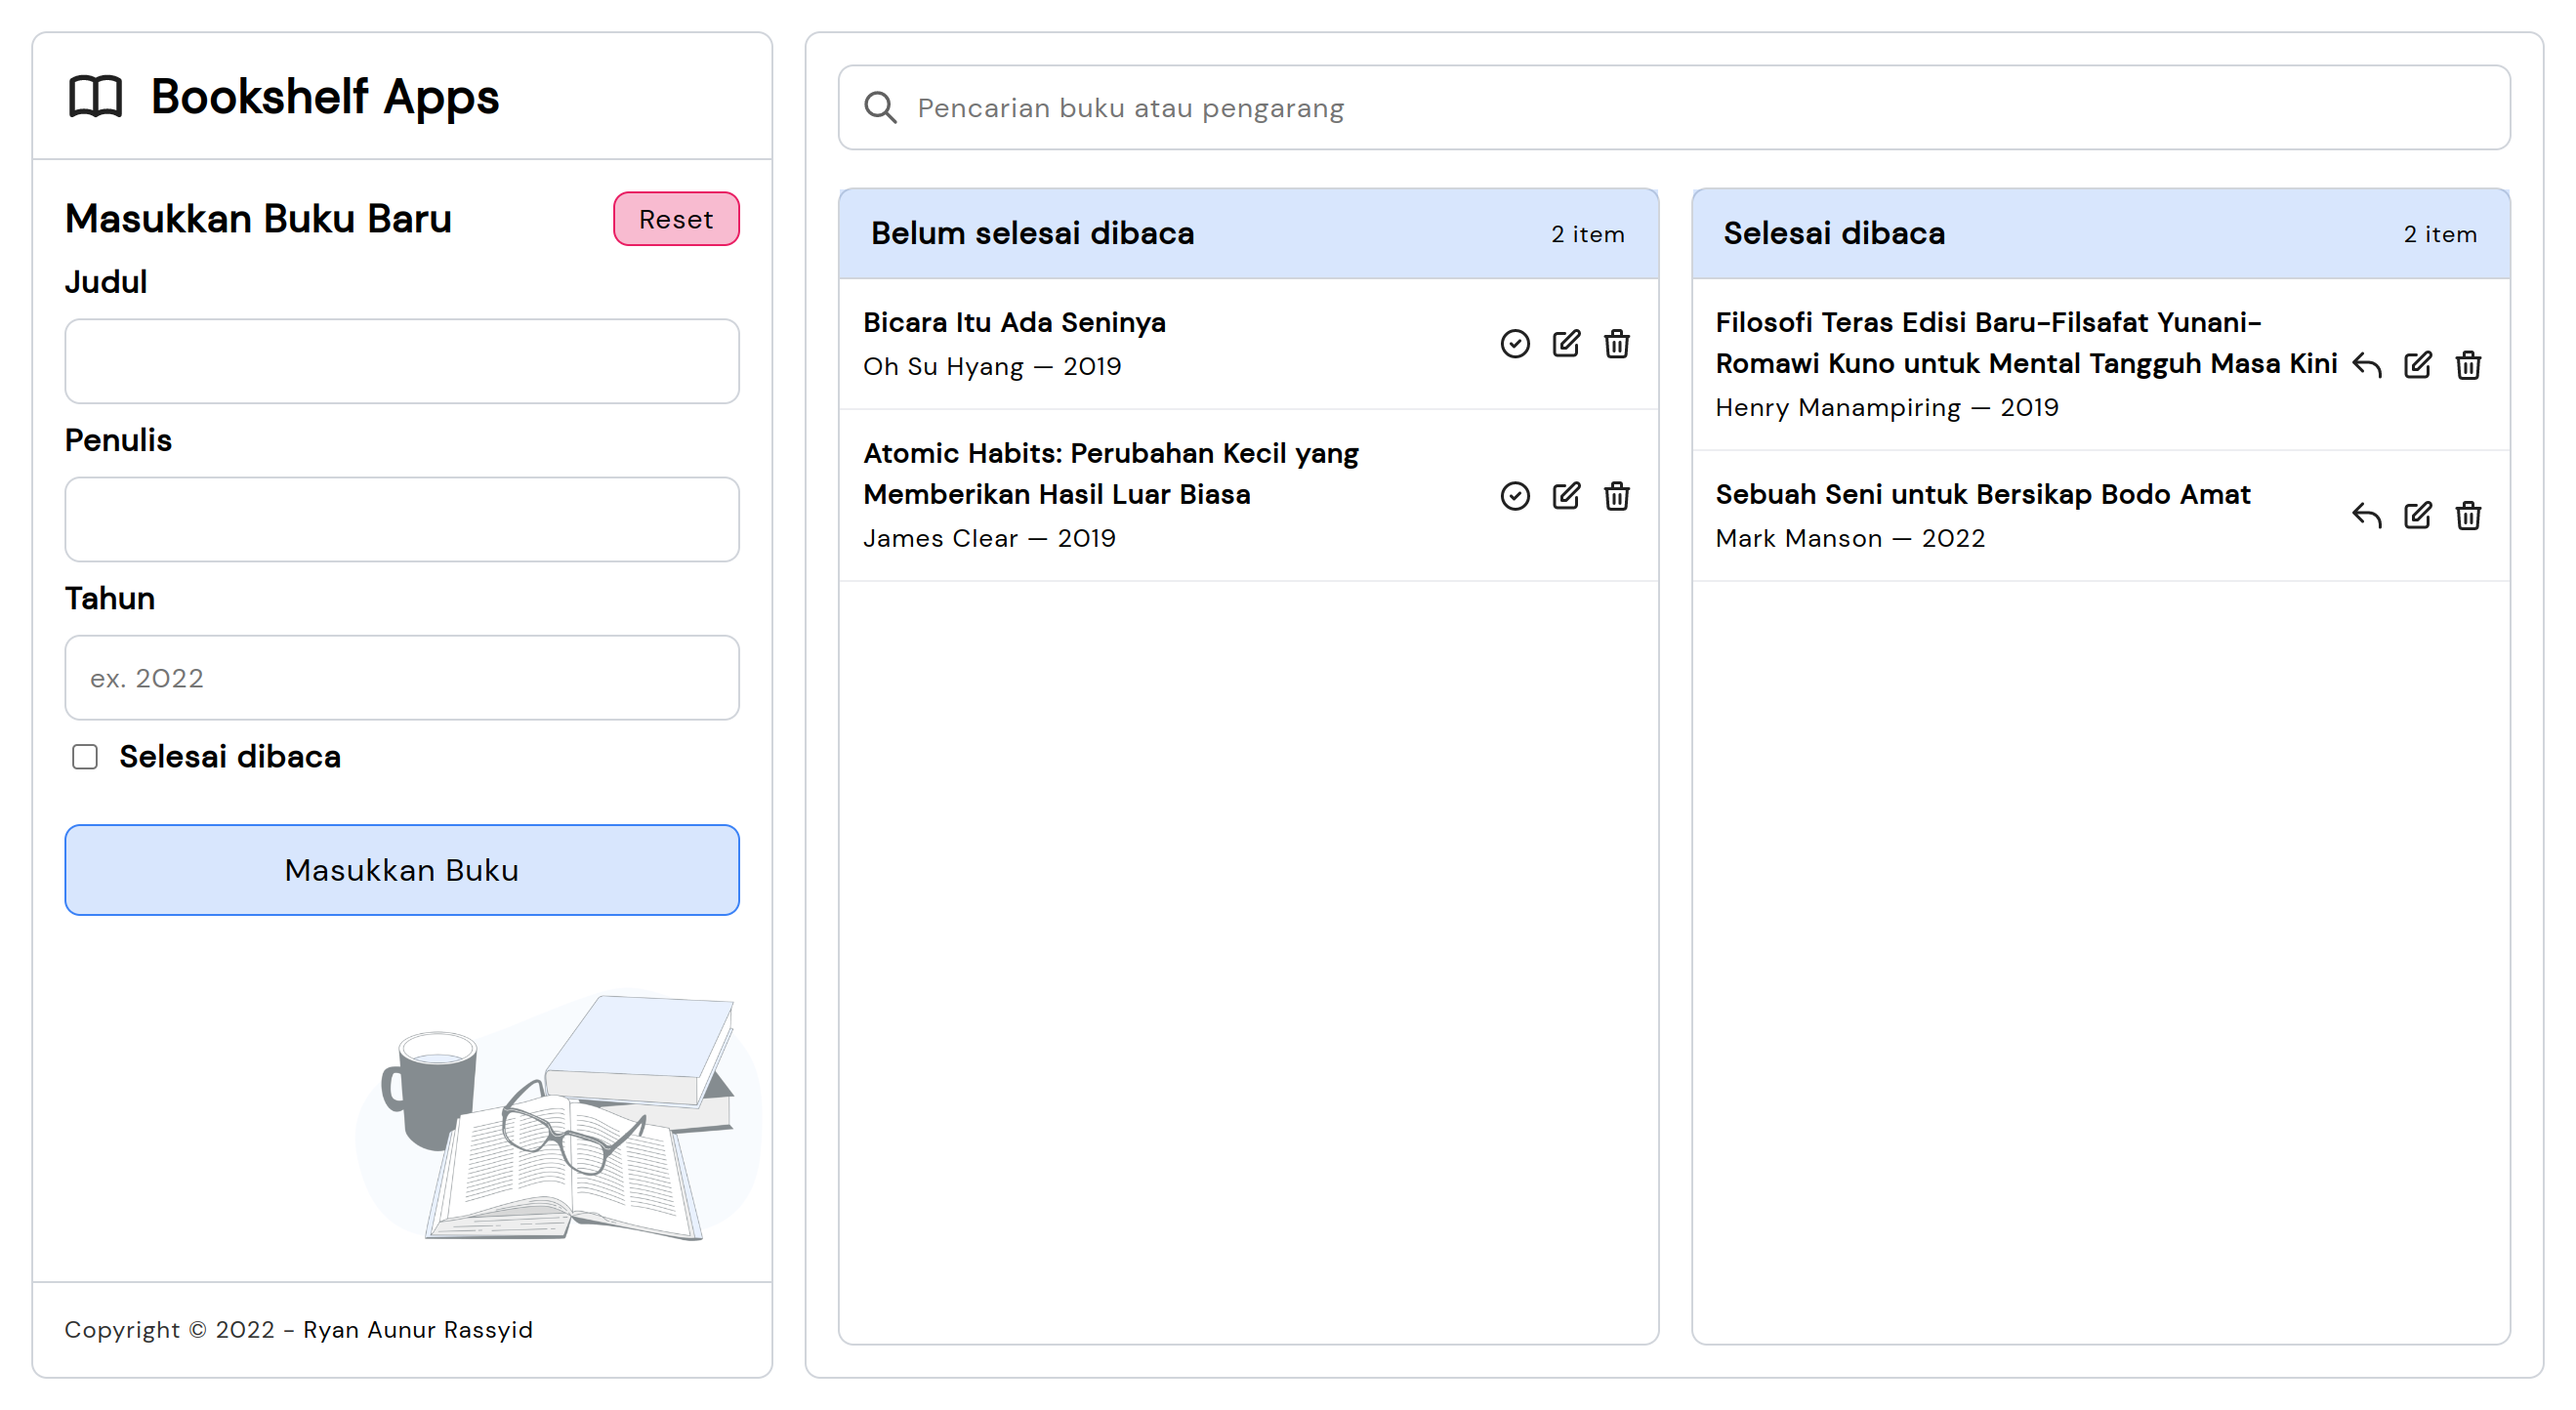 Bookshelf Apps
Masukkan Buku Baru
Reset
Judul
Penulis
Tahun
ex. 2022
Selesai dibaca
Masukkan Buku
Copyright © 2022 - Ryan Aunur Rassyid
Pencarian buku atau pengarang
Belum selesai dibaca
2 item
Bicara Itu Ada Seninya
Oh Su Hyang — 2019
Atomic Habits: Perubahan Kecil yang
Memberikan Hasil Luar Biasa
James Clear — 2019
Selesai dibaca
2 item
Filosofi Teras Edisi Baru-Filsafat Yunani-
Romawi Kuno untuk Mental Tangguh Masa Kini
Henry Manampiring — 2019
Sebuah Seni untuk Bersikap Bodo Amat
Mark Manson — 2022